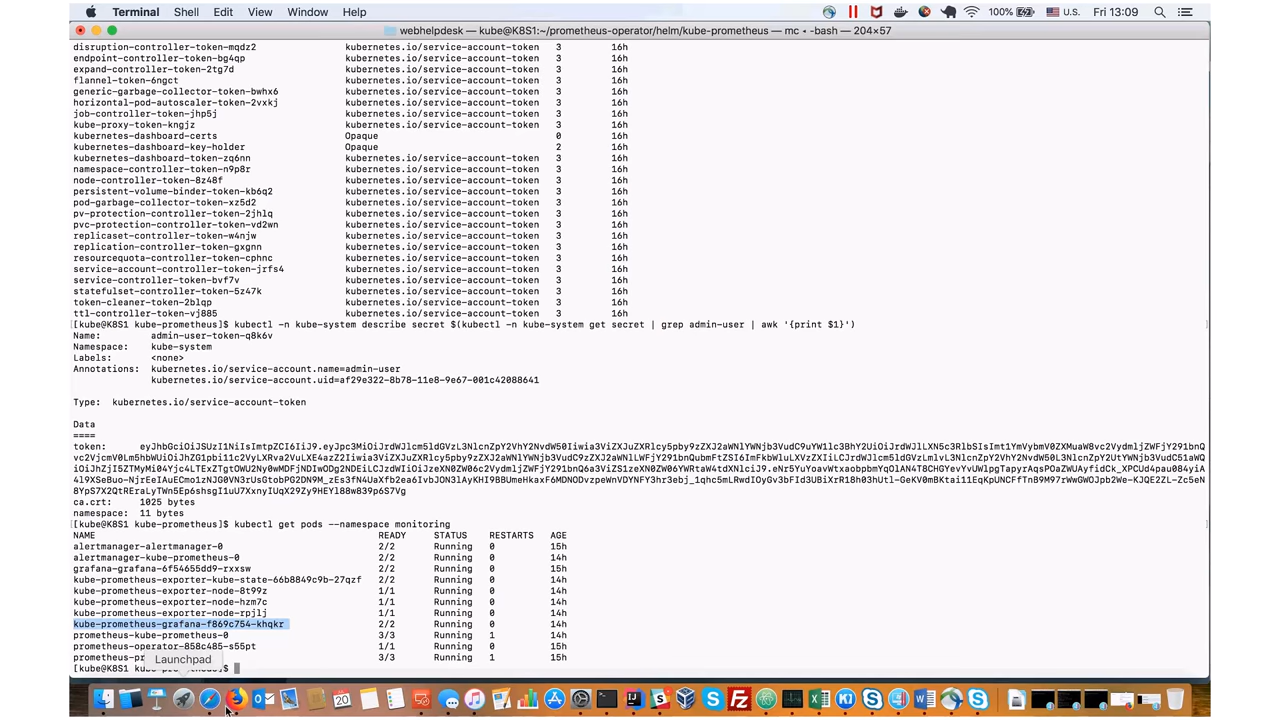 Terminal Shell Edit View Window Help 100% U.S. Fri 13:09
webhelpdesk — kube@K8S1:~/prometheus-operator/helm/kube-prometheus — mc ◂ -bash — 204×57
disruption-controller-token-mqdz2 kubernetes.io/service-account-token 3 16h
endpoint-controller-token-bg4qp kubernetes.io/service-account-token 3 16h
expand-controller-token-2tg7d kubernetes.io/service-account-token 3 16h
flannel-token-6ngct kubernetes.io/service-account-token 3 16h
generic-garbage-collector-token-bwhx6 kubernetes.io/service-account-token 3 16h
horizontal-pod-autoscaler-token-2vxkj kubernetes.io/service-account-token 3 16h
job-controller-token-jhp5j kubernetes.io/service-account-token 3 16h
kube-proxy-token-kngjz kubernetes.io/service-account-token 3 16h
kubernetes-dashboard-certs Opaque 0 16h
kubernetes-dashboard-key-holder Opaque 2 16h
kubernetes-dashboard-token-zq6nn kubernetes.io/service-account-token 3 16h
namespace-controller-token-n9p8r kubernetes.io/service-account-token 3 16h
node-controller-token-8z48f kubernetes.io/service-account-token 3 16h
persistent-volume-binder-token-kb6q2 kubernetes.io/service-account-token 3 16h
pod-garbage-collector-token-xz5d2 kubernetes.io/service-account-token 3 16h
pv-protection-controller-token-2jhlq kubernetes.io/service-account-token 3 16h
pvc-protection-controller-token-vd2wn kubernetes.io/service-account-token 3 16h
replicaset-controller-token-w4njw kubernetes.io/service-account-token 3 16h
replication-controller-token-gxgnn kubernetes.io/service-account-token 3 16h
resourcequota-controller-token-cphnc kubernetes.io/service-account-token 3 16h
service-account-controller-token-jrfs4 kubernetes.io/service-account-token 3 16h
service-controller-token-bvf7v kubernetes.io/service-account-token 3 16h
statefulset-controller-token-5z47k kubernetes.io/service-account-token 3 16h
token-cleaner-token-2blqp kubernetes.io/service-account-token 3 16h
ttl-controller-token-vj885 kubernetes.io/service-account-token 3 16h
[kube@K8S1 kube-prometheus]$ kubectl -n kube-system describe secret $(kubectl -n kube-system get secret | grep admin-user | awk '{print $1}')
Name: admin-user-token-q8k6v
Namespace: kube-system
Labels: <none>
Annotations: kubernetes.io/service-account.name=admin-user
kubernetes.io/service-account.uid=af29e322-8b78-11e8-9e67-001c42088641
Type: kubernetes.io/service-account-token
Data
====
token:
ca.crt: 1025 bytes
namespace: 11 bytes
[kube@K8S1 kube-prometheus]$ kubectl get pods --namespace monitoring
NAME READY STATUS RESTARTS AGE
alertmanager-alertmanager-0 2/2 Running 0 15h
alertmanager-kube-prometheus-0 2/2 Running 0 14h
grafana-grafana-6f54655dd9-rxxsw 2/2 Running 0 15h
kube-prometheus-exporter-kube-state-66b8849c9b-27qzf 2/2 Running 0 14h
kube-prometheus-exporter-node-8t99z 1/1 Running 0 14h
kube-prometheus-exporter-node-hzm7c 1/1 Running 0 14h
kube-prometheus-exporter-node-rpjlj 1/1 Running 0 14h
kube-prometheus-grafana-f869c754-khqkr 2/2 Running 0 14h
prometheus-kube-prometheus-0 3/3 Running 1 14h
prometheus-operator-858c485-s55pt 1/1 Running 0 15h
3/3 Running 1 15h
Launchpad
[kube@K8S1